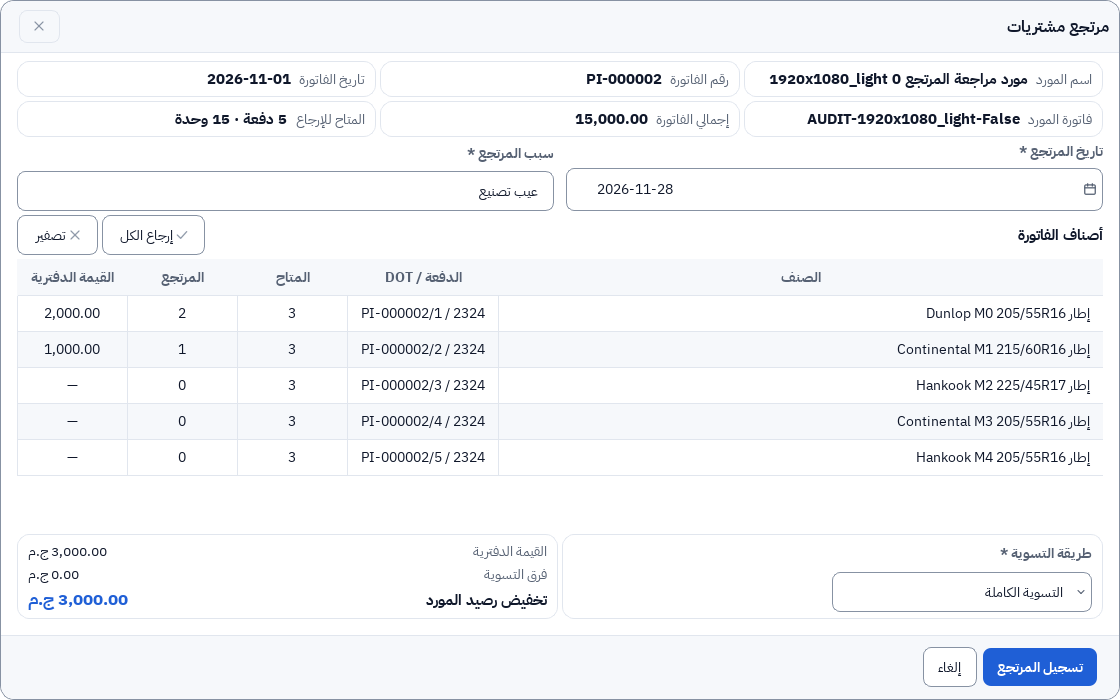 مرتجع مشتريات
اسم المورد مورد مراجعة المرتجع 0 1920x1080_light
رقم الفاتورة PI-000002
تاريخ الفاتورة 2026-11-01
فاتورة المورد AUDIT-1920x1080_light-False
إجمالي الفاتورة 15,000.00
المتاح للإرجاع 5 دفعة · 15 وحدة
تاريخ المرتجع *
سبب المرتجع *
2026-11-28
عيب تصنيع
أصناف الفاتورة
إرجاع الكل
تصفير
الصنف الدفعة / DOT المتاح المرتجع القيمة الدفترية
إطار Dunlop M0 205/55R16 PI-000002/1 / 2324 3 2 2,000.00
إطار Continental M1 215/60R16 PI-000002/2 / 2324 3 1 1,000.00
إطار Hankook M2 225/45R17 PI-000002/3 / 2324 3 0 —
إطار Continental M3 205/55R16 PI-000002/4 / 2324 3 0 —
إطار Hankook M4 205/55R16 PI-000002/5 / 2324 3 0 —
طريقة التسوية *
التسوية الكاملة
القيمة الدفترية 3,000.00 ج.م
فرق التسوية 0.00 ج.م
تخفيض رصيد المورد 3,000.00 ج.م
تسجيل المرتجع
إلغاء